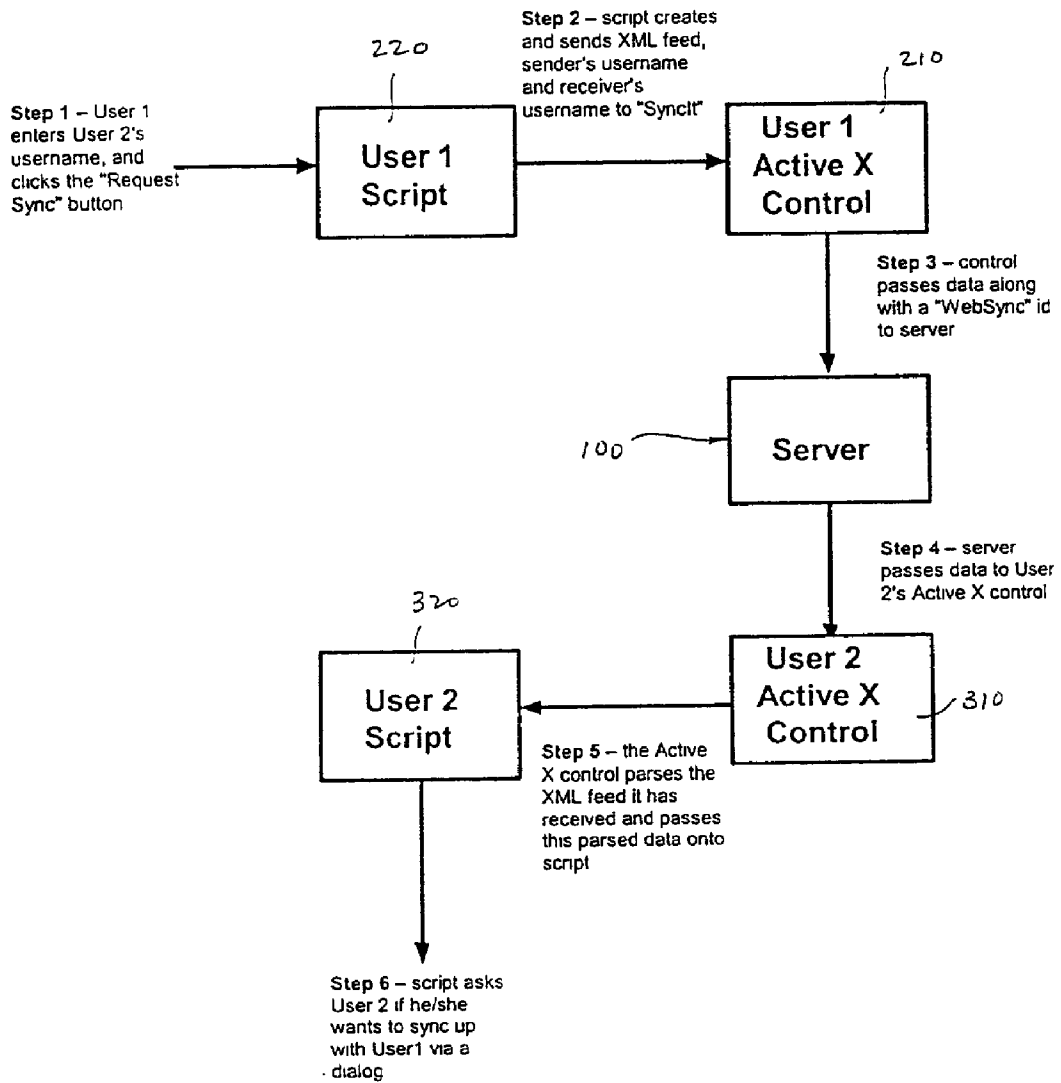 Step 2 – script creates
and sends XML feed,
sender's username
and receiver's
username to "SyncIt"
220
210
Step 1 – User 1
enters User 2's
username, and
clicks the "Request
Sync" button
User 1
Script
User 1
Active X
Control
Step 3 – control
passes data along
with a "WebSync" id
to server
100
Server
Step 4 – server
passes data to User
2's Active X control
320
User 2
Script
User 2
Active X
Control
310
Step 5 – the Active
X control parses the
XML feed it has
received and passes
this parsed data onto
script
Step 6 – script asks
User 2 if he/she
wants to sync up
with User1 via a
dialog